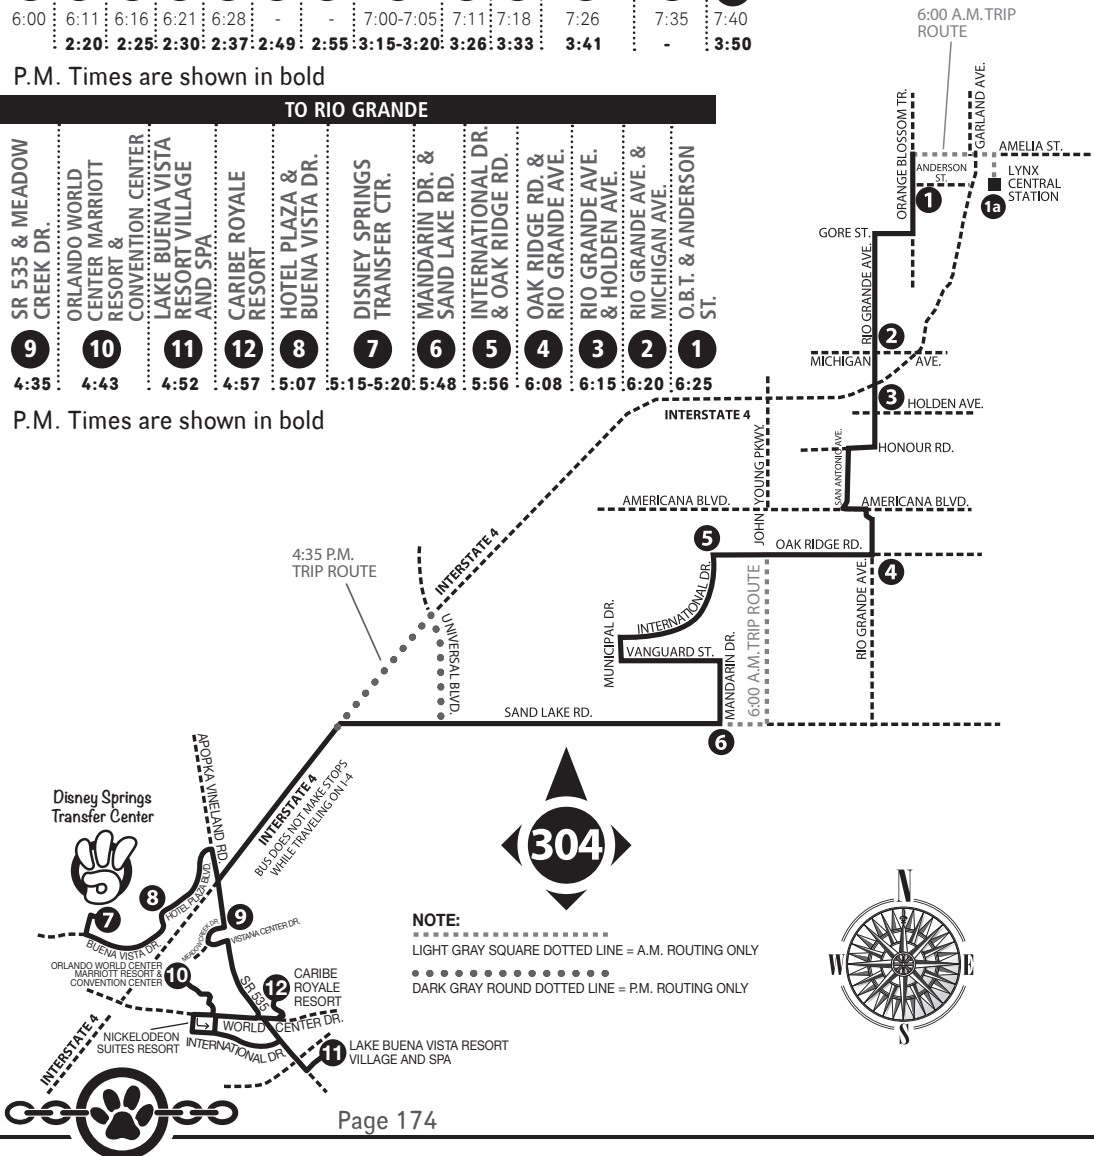 6:00 6:11 6:16 6:21 6:28 - - 7:00-7:05 7:11 7:18 7:26 7:35 7:40
2:20 2:25 2:30 2:37 2:49 2:55 3:15-3:20 3:26 3:33 3:41 - 3:50
P.M. Times are shown in bold
TO RIO GRANDE
SR 535 & MEADOW
CREEK DR.
ORLANDO WORLD
CENTER MARRIOTT
RESORT &
CONVENTION CENTER
LAKE BUENA VISTA
RESORT VILLAGE
AND SPA
CARIBE ROYALE
RESORT
HOTEL PLAZA &
BUENA VISTA DR.
DISNEY SPRINGS
TRANSFER CTR.
MANDARIN DR. &
SAND LAKE RD.
INTERNATIONAL DR.
& OAK RIDGE RD.
OAK RIDGE RD. &
RIO GRANDE AVE.
RIO GRANDE AVE.
& HOLDEN AVE.
RIO GRANDE AVE. &
MICHIGAN AVE.
O.B.T. & ANDERSON
ST.
9 10 11 12 8 7 6 5 4 3 2 1
4:35 4:43 4:52 4:57 5:07 5:15-5:20 5:48 5:56 6:08 6:15 6:20 6:25
P.M. Times are shown in bold
6:00 A.M. TRIP
ROUTE
ORANGE BLOSSOM TR.
GARLAND AVE.
AMELIA ST.
ANDERSON
ST.
LYNX
CENTRAL
STATION
1
1a
GORE ST.
RIO GRANDE AVE.
2
MICHIGAN AVE.
3
HOLDEN AVE.
INTERSTATE 4
JOHN YOUNG PKWY.
SAN ANTONIO AVE.
HONOUR RD.
AMERICANA BLVD.
AMERICANA BLVD.
5
OAK RIDGE RD.
4
4:35 P.M.
TRIP ROUTE
INTERSTATE 4
UNIVERSAL BLVD.
INTERNATIONAL DR.
MUNICIPAL DR.
VANGUARD ST.
MANDARIN DR.
6:00 A.M. TRIP ROUTE
RIO GRANDE AVE.
SAND LAKE RD.
6
APOPKA VINELAND RD.
INTERSTATE 4
BUS DOES NOT MAKE STOPS
WHILE TRAVELING ON I-4
Disney Springs
Transfer Center
304
8
HOTEL PLAZA BLVD.
7
BUENA VISTA DR.
9
MEADOW CREEK DR.
VISTANA CENTER DR.
ORLANDO WORLD CENTER
MARRIOTT RESORT &
CONVENTION CENTER
10
SR 535
12
CARIBE
ROYALE
RESORT
WORLD CENTER DR.
NICKELODEON
SUITES RESORT
INTERNATIONAL DR.
INTERSTATE 4
11
LAKE BUENA VISTA RESORT
VILLAGE AND SPA
NOTE:
LIGHT GRAY SQUARE DOTTED LINE = A.M. ROUTING ONLY
DARK GRAY ROUND DOTTED LINE = P.M. ROUTING ONLY
N
W
E
S
Page 174